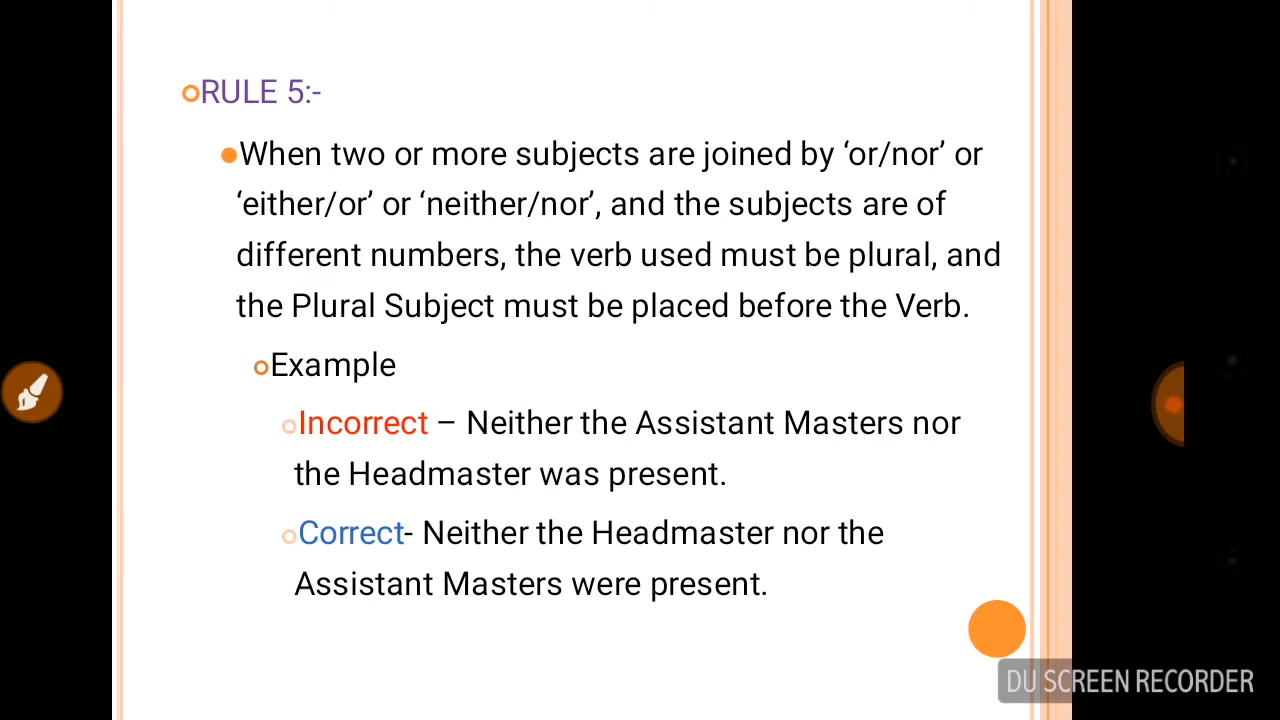 RULE 5:-
When two or more subjects are joined by ‘or/nor’ or
‘either/or’ or ‘neither/nor’, and the subjects are of
different numbers, the verb used must be plural, and
the Plural Subject must be placed before the Verb.
Example
Incorrect – Neither the Assistant Masters nor
the Headmaster was present.
Correct- Neither the Headmaster nor the
Assistant Masters were present.
DU SCREEN RECORDER